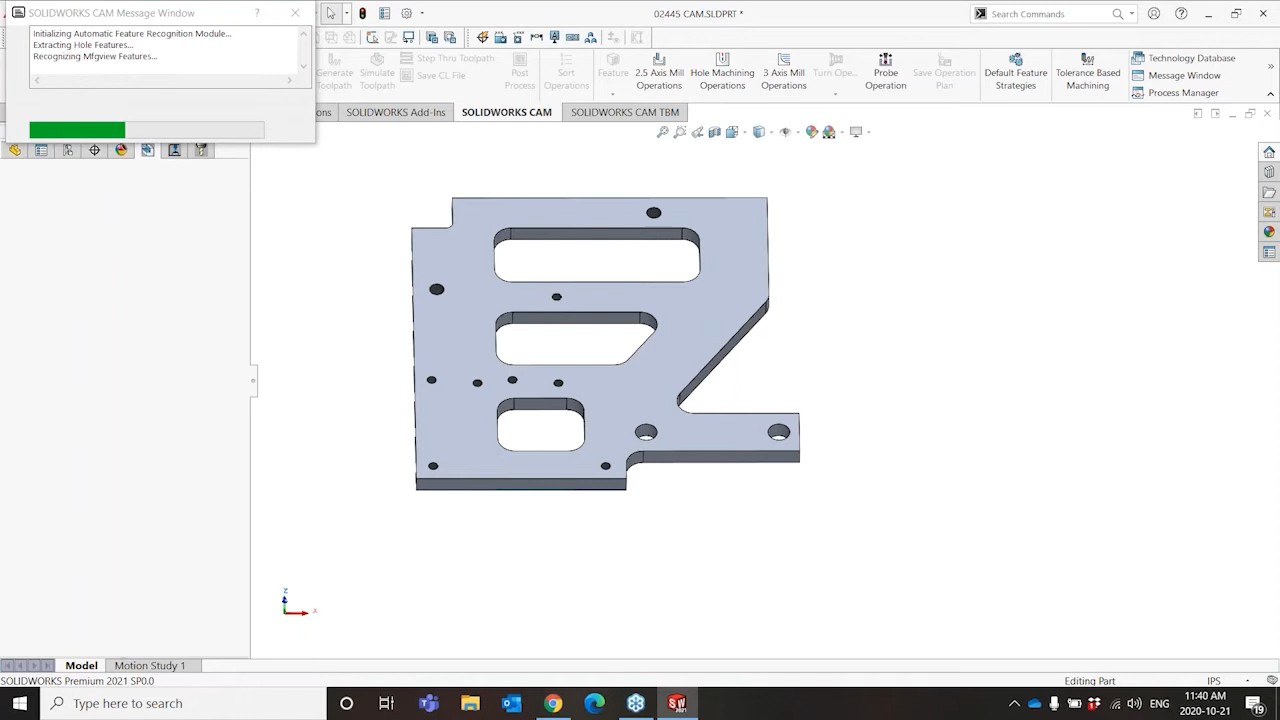 SOLIDWORKS CAM Message Window
?
02445 CAM.SLDPRT *
Search Commands
Initializing Automatic Feature Recognition Module...
Extracting Hole Features...
Recognizing Mfgview Features...
Generate
Toolpath
Simulate
Toolpath
Step Thru Toolpath
Save CL File
Post
Process
Sort
Operations
Feature
2.5 Axis Mill
Operations
Hole Machining
Operations
3 Axis Mill
Operations
Turn Ope...
Probe
Operation
Save Operation
Plan
Default Feature
Strategies
Tolerance Based
Machining
Technology Database
Message Window
Process Manager
ons
SOLIDWORKS Add-Ins
SOLIDWORKS CAM
SOLIDWORKS CAM TBM
Z
X
Model
Motion Study 1
SOLIDWORKS Premium 2021 SP0.0
Editing Part
IPS
Type here to search
ENG
11:40 AM
2020-10-21
19